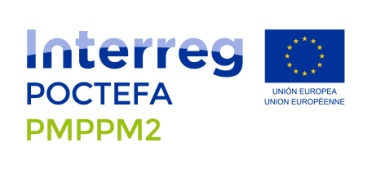 Interreg
POCTEFA
PMPPM2
UNIÓN EUROPEA
UNION EUROPÉENNE